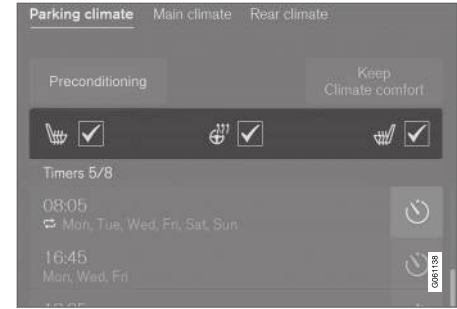 Parking climate Main climate Rear climate
Preconditioning
Keep
Climate comfort
Timers 5/8
08:05
Mon, Tue, Wed, Fri, Sat, Sun
16:45
Mon, Wed, Fri
G061138